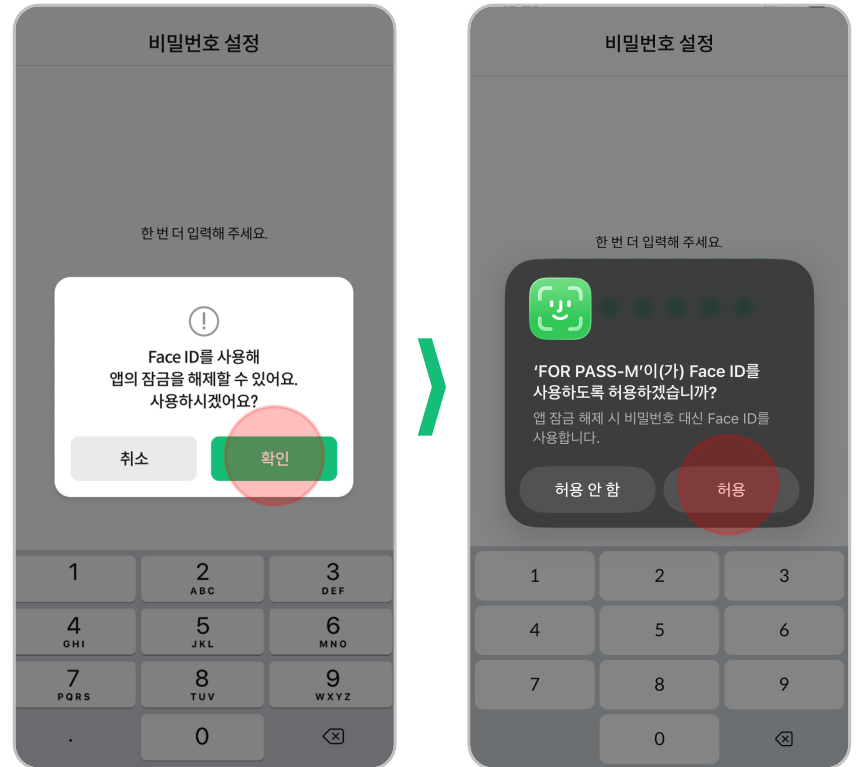 비밀번호 설정
한 번 더 입력해 주세요.
Face ID를 사용해
앱의 잠금을 해제할 수 있어요.
사용하시겠어요?
취소
확인
1
2
ABC
3
DEF
4
GHI
5
JKL
6
MNO
7
PQRS
8
TUV
9
WXYZ
.
0
비밀번호 설정
한 번 더 입력해 주세요.
‘FOR PASS-M’이(가) Face ID를
사용하도록 허용하겠습니까?
앱 잠금 해제 시 비밀번호 대신 Face ID를
사용합니다.
허용 안 함
허용
1
2
3
4
5
6
7
8
9
0